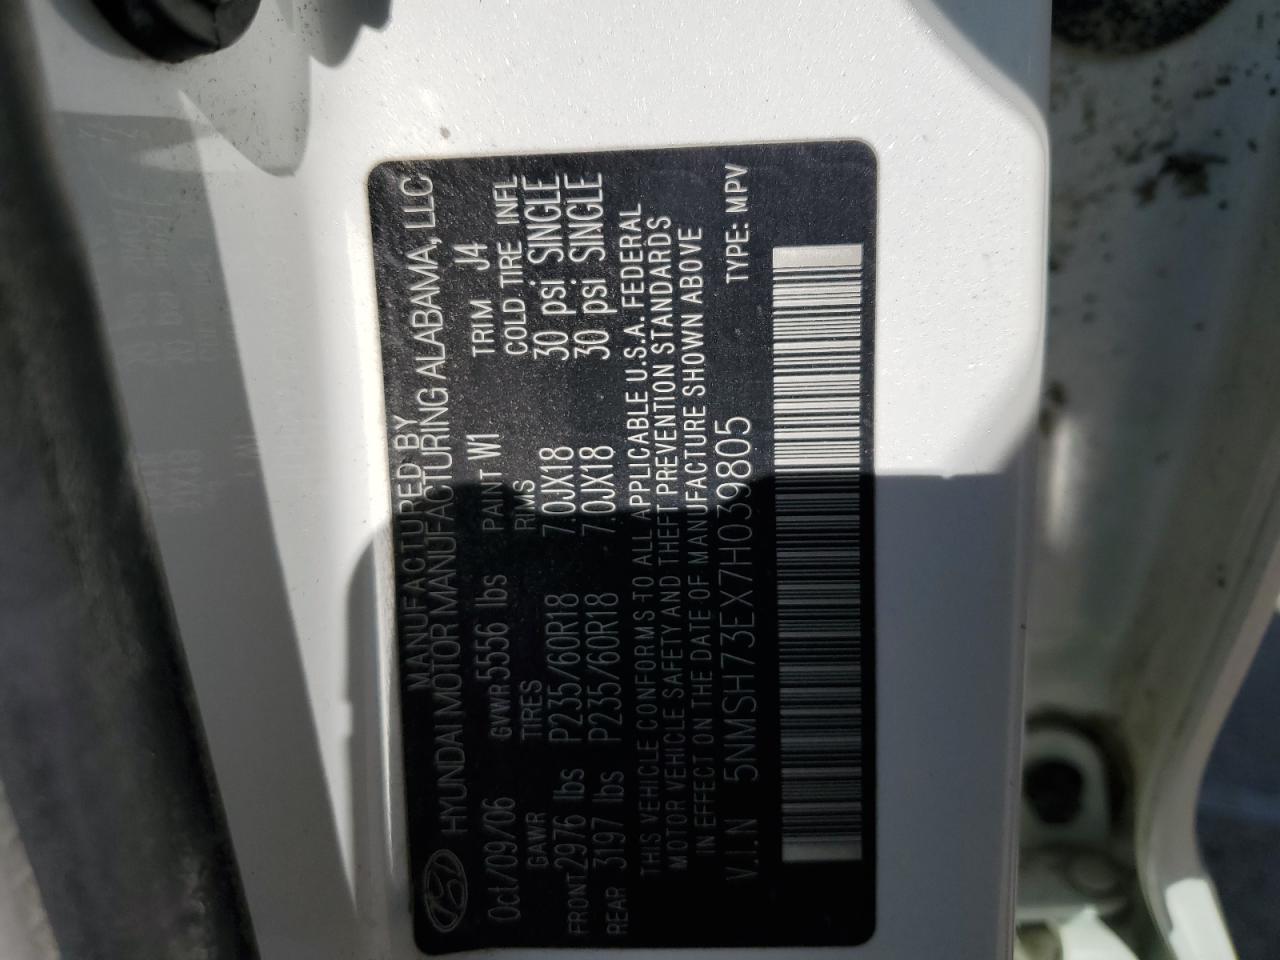 MANUFACTURED BY
HYUNDAI MOTOR MANUFACTURING ALABAMA, LLC
Oct/09/06 GVWR 5556 lbs PAINT W1 TRIM J4
GAWR TIRES RIMS COLD TIRE INFL
FRONT 2976 lbs P235/60R18 7.0JX18 30 psi SINGLE
REAR 3197 lbs P235/60R18 7.0JX18 30 psi SINGLE
THIS VEHICLE CONFORMS TO ALL APPLICABLE U.S.A. FEDERAL
MOTOR VEHICLE SAFETY AND THEFT PREVENTION STANDARDS
IN EFFECT ON THE DATE OF MANUFACTURE SHOWN ABOVE
V.I.N 5NMSH73EX7H039805 TYPE: MPV